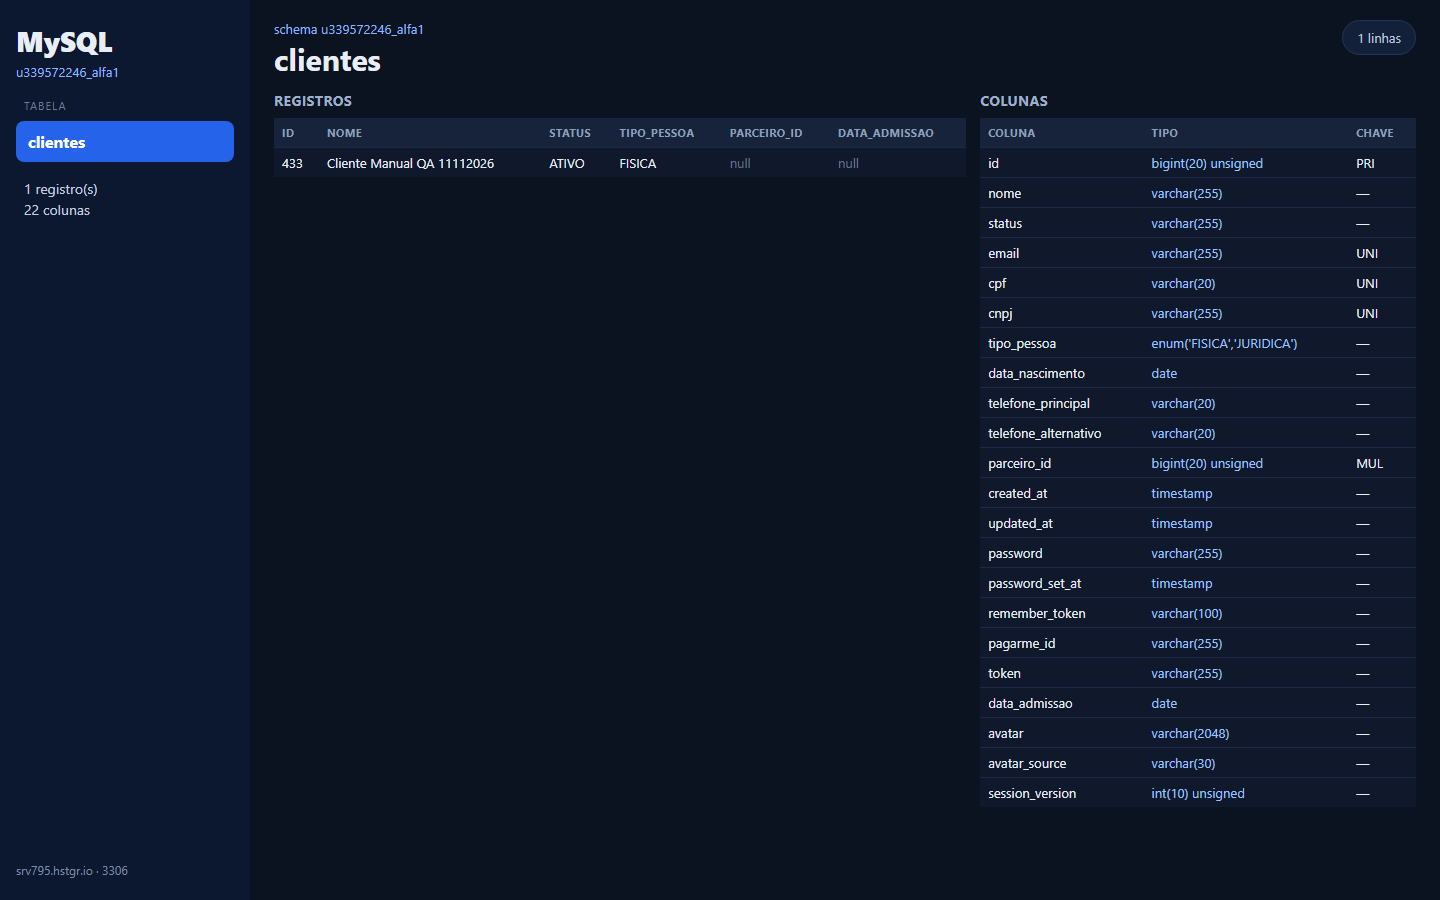 MySQL
u339572246_alfa1
TABELA
clientes
1 registro(s)
22 colunas
srv795.hstgr.io · 3306
schema u339572246_alfa1
clientes
1 linhas
REGISTROS
ID NOME STATUS TIPO_PESSOA PARCEIRO_ID DATA_ADMISSAO
433 Cliente Manual QA 11112026 ATIVO FISICA null null
COLUNAS
COLUNA TIPO CHAVE
id bigint(20) unsigned PRI
nome varchar(255) —
status varchar(255) —
email varchar(255) UNI
cpf varchar(20) UNI
cnpj varchar(255) UNI
tipo_pessoa enum('FISICA','JURIDICA') —
data_nascimento date —
telefone_principal varchar(20) —
telefone_alternativo varchar(20) —
parceiro_id bigint(20) unsigned MUL
created_at timestamp —
updated_at timestamp —
password varchar(255) —
password_set_at timestamp —
remember_token varchar(100) —
pagarme_id varchar(255) —
token varchar(255) —
data_admissao date —
avatar varchar(2048) —
avatar_source varchar(30) —
session_version int(10) unsigned —